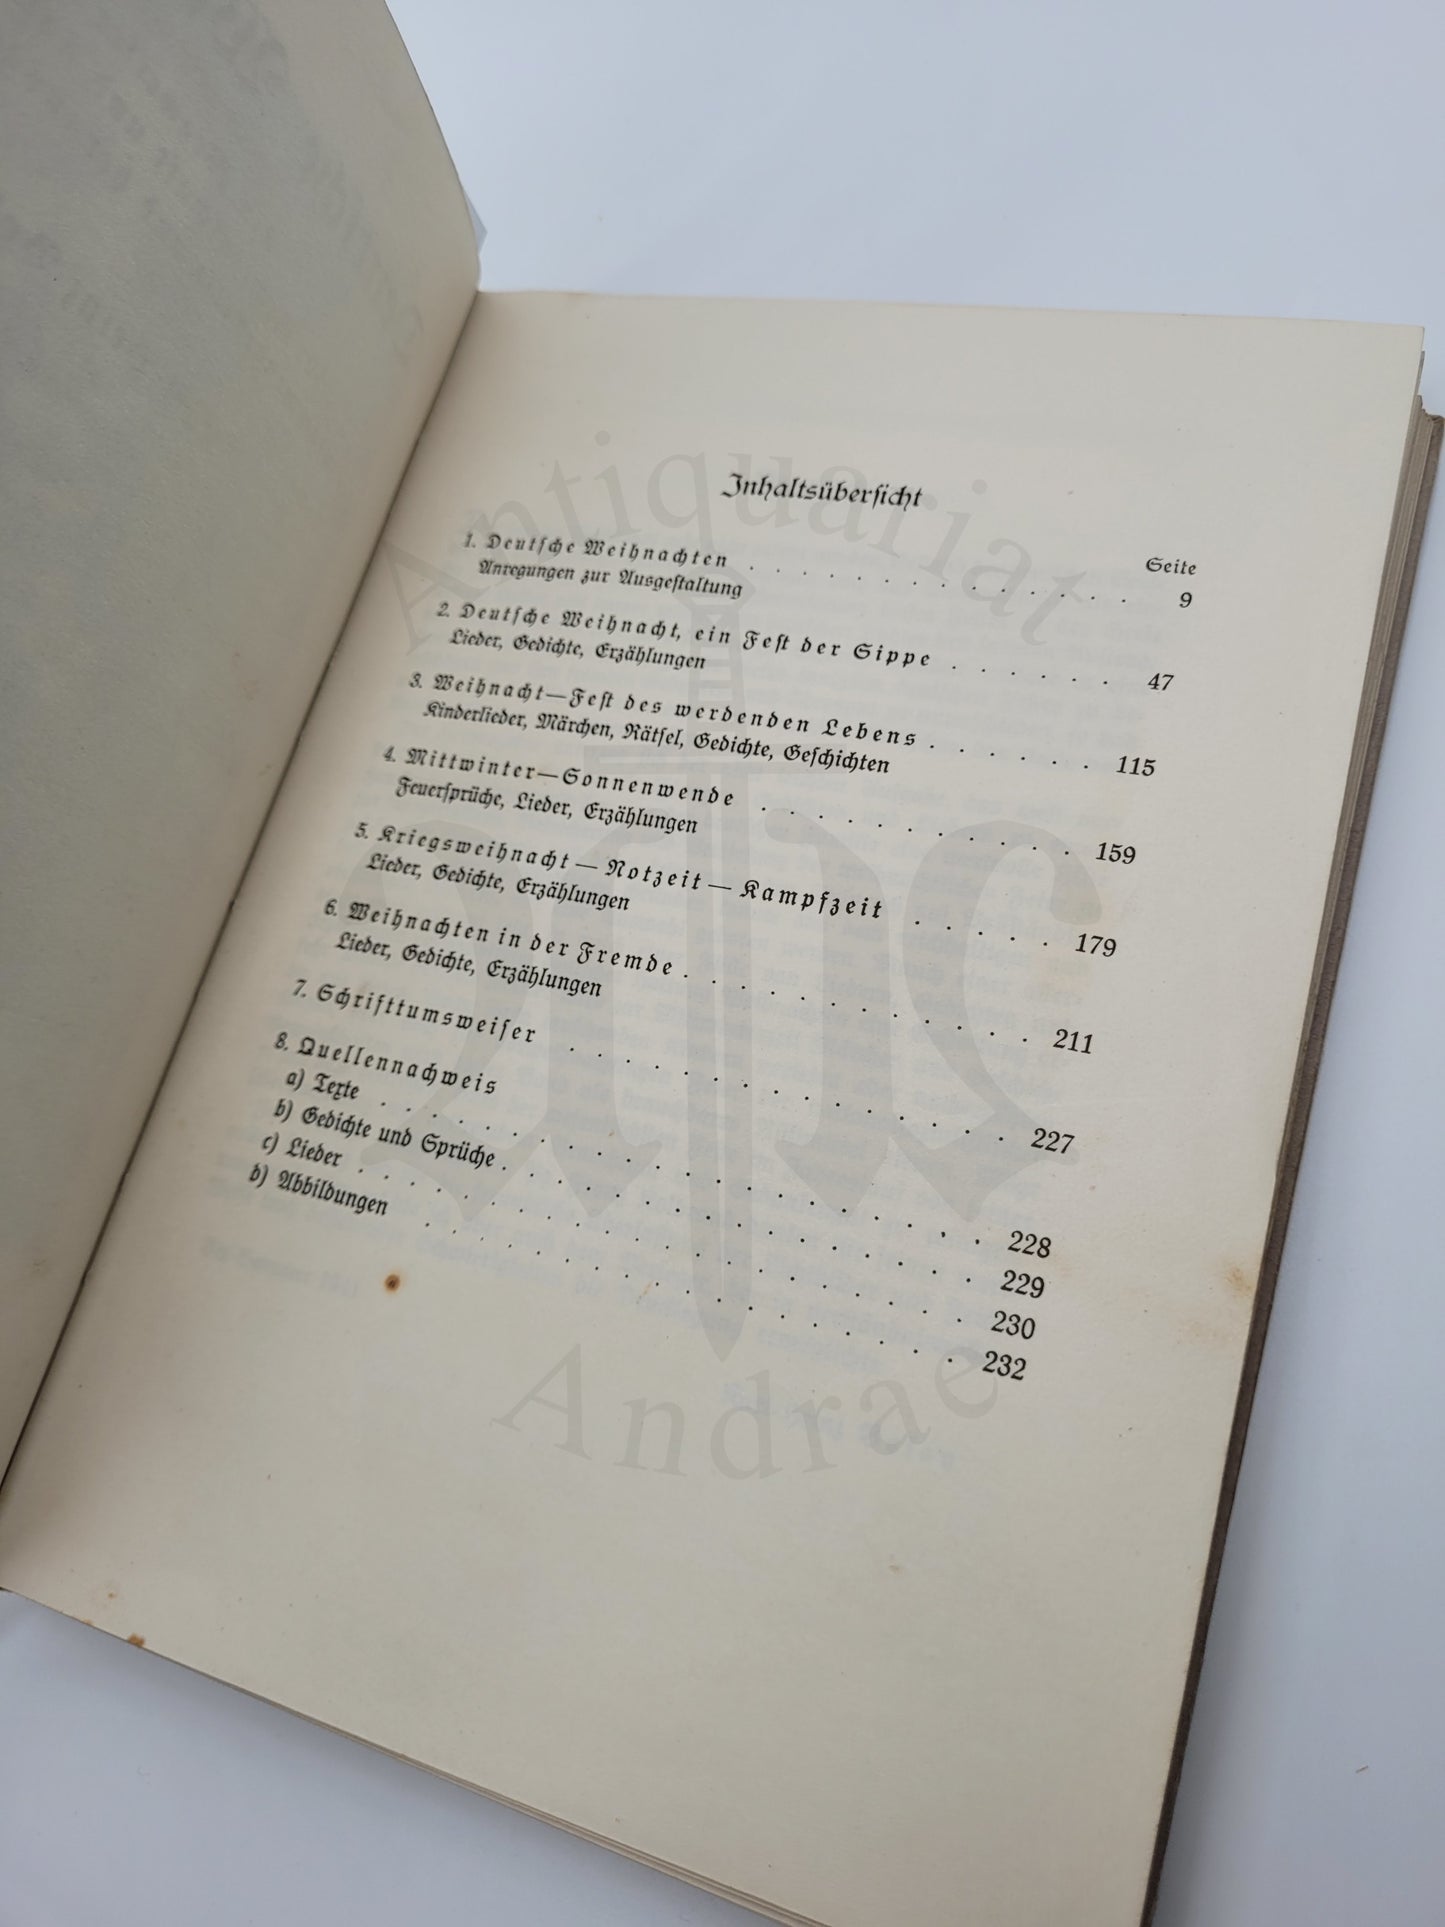 Inhaltsübersicht
Seite
1. Deutſche Weihnachten . . . . . . . . . . . . . . . 9
Anregungen zur Ausgeſtaltung
2. Deutſche Weihnacht, ein Feſt der Sippe . . . . . . . 47
Lieder, Gedichte, Erzählungen
3. Weihnacht—Feſt des werdenden Lebens . . . . . . 115
Kinderlieder, Märchen, Rätſel, Gedichte, Geſchichten
4. Mittwinter—Sonnenwende . . . . . . . . . . . 159
Feuerſprüche, Lieder, Erzählungen
5. Kriegsweihnacht — Notzeit — Kampfzeit . . . . . 179
Lieder, Gedichte, Erzählungen
6. Weihnachten in der Fremde . . . . . . . . . . . . . 211
Lieder, Gedichte, Erzählungen
7. Schrifttumsweiſer . . . . . . . . . . . . . . . . 227
8. Quellennachweis
a) Texte . . . . . . . . . . . . . . . . . . . . . . 228
b) Gedichte und Sprüche . . . . . . . . . . . . . . . . . 229
c) Lieder . . . . . . . . . . . . . . . . . . . . . . 230
d) Abbildungen . . . . . . . . . . . . . . . . . . . . 232
Antiquariat
Andrae